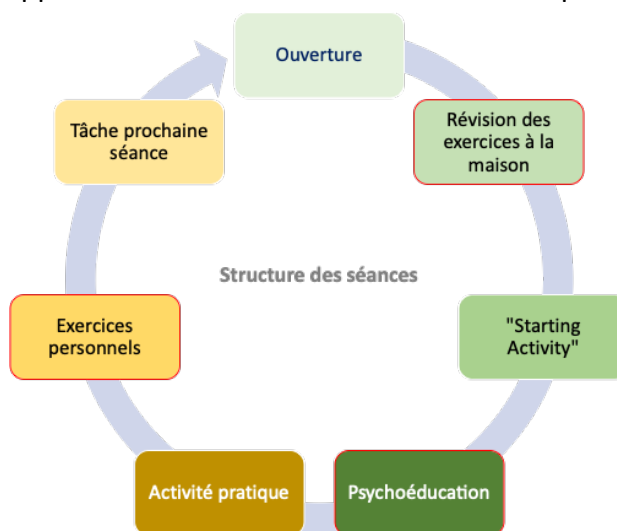 Ouverture
Révision des
exercices à la
maison
"Starting
Activity"
Psychoéducation
Activité pratique
Exercices
personnels
Tâche prochaine
séance
Structure des séances